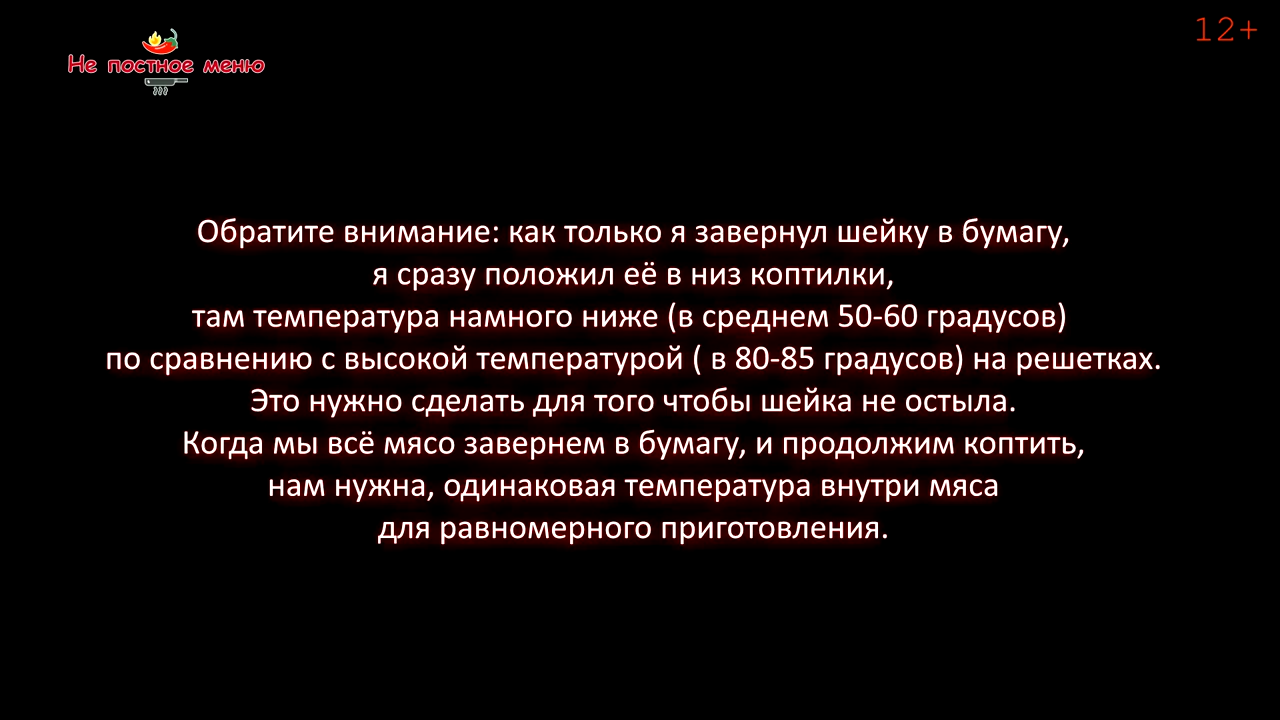 Не постное меню
12+
Обратите внимание: как только я завернул шейку в бумагу,
я сразу положил её в низ коптилки,
там температура намного ниже (в среднем 50-60 градусов)
по сравнению с высокой температурой ( в 80-85 градусов) на решетках.
Это нужно сделать для того чтобы шейка не остыла.
Когда мы всё мясо завернем в бумагу, и продолжим коптить,
нам нужна, одинаковая температура внутри мяса
для равномерного приготовления.